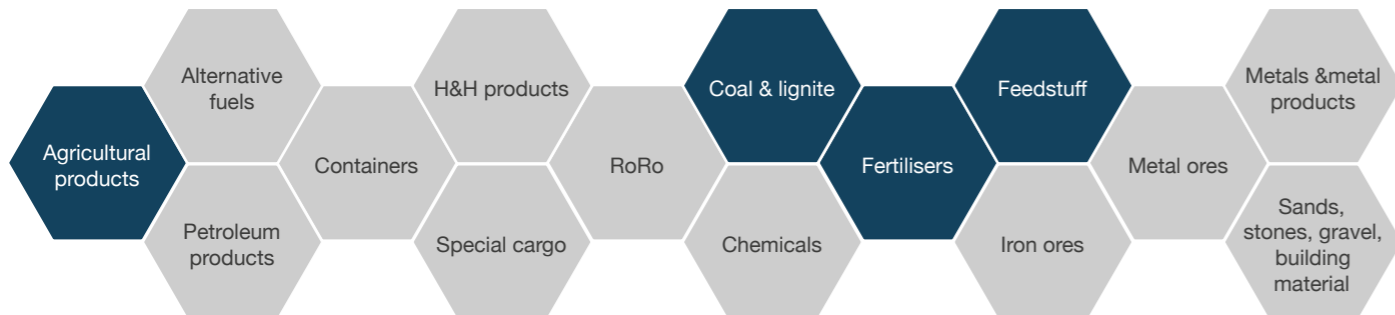 Agricultural
products
Alternative
fuels
Petroleum
products
Containers
H&H products
Special cargo
RoRo
Coal & lignite
Chemicals
Fertilisers
Feedstuff
Iron ores
Metal ores
Metals &metal
products
Sands,
stones, gravel,
building
material